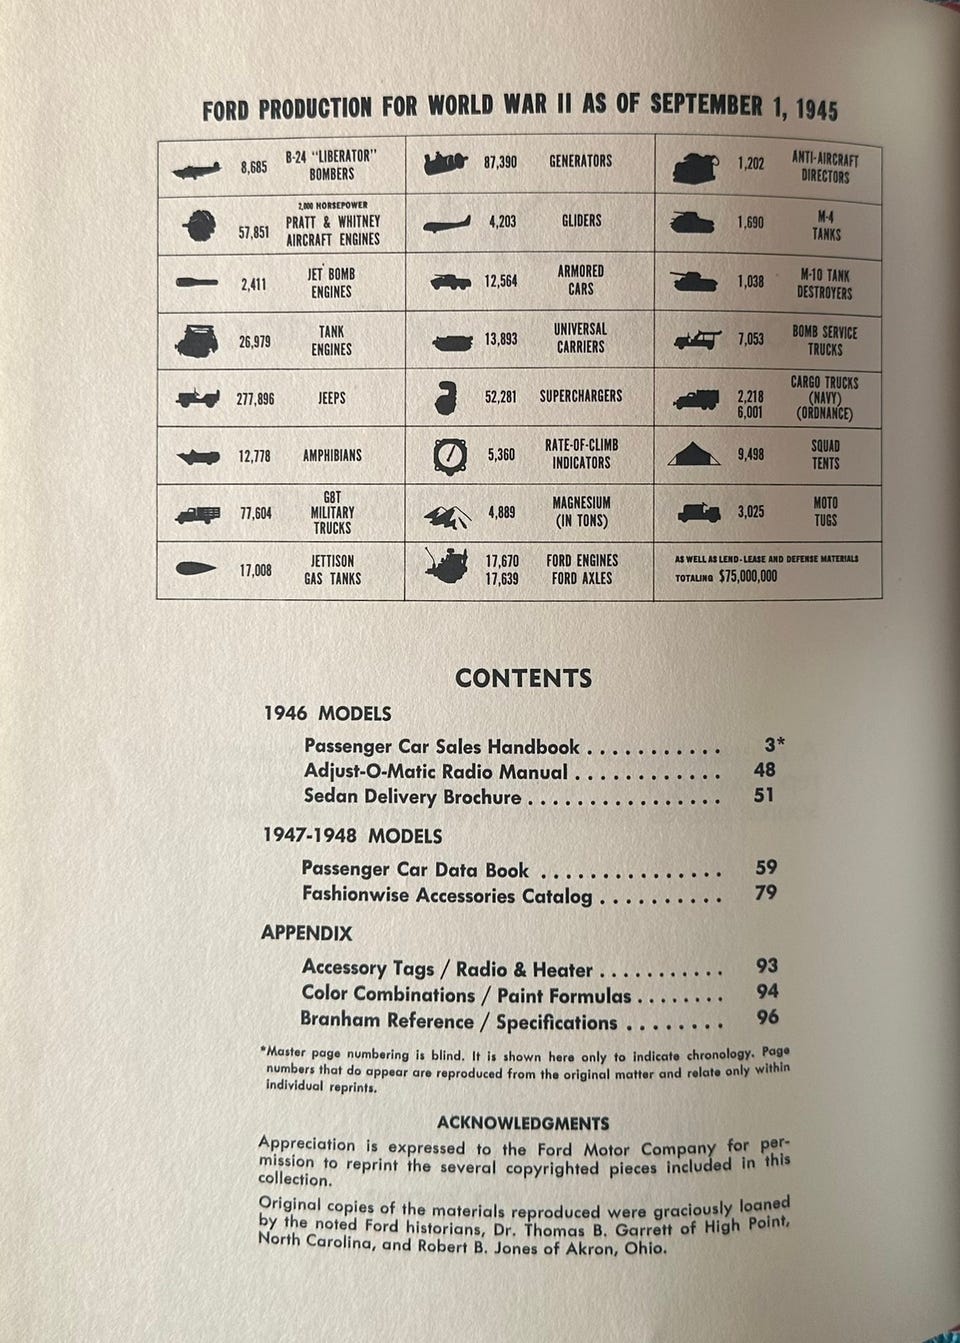 FORD PRODUCTION FOR WORLD WAR II AS OF SEPTEMBER 1, 1945
8,685 B-24 "LIBERATOR"
BOMBERS
87,390 GENERATORS
1,202 ANTI-AIRCRAFT
DIRECTORS
2,000 HORSEPOWER
57,851 PRATT & WHITNEY
AIRCRAFT ENGINES
4,203 GLIDERS
1,690 M-4
TANKS
2,411 JET BOMB
ENGINES
12,564 ARMORED
CARS
1,038 M-10 TANK
DESTROYERS
26,979 TANK
ENGINES
13,893 UNIVERSAL
CARRIERS
7,053 BOMB SERVICE
TRUCKS
277,896 JEEPS
52,281 SUPERCHARGERS
CARGO TRUCKS
2,218 (NAVY)
6,001 (ORDNANCE)
12,778 AMPHIBIANS
5,360 RATE-OF-CLIMB
INDICATORS
9,498 SQUAD
TENTS
77,604 G8T
MILITARY
TRUCKS
4,889 MAGNESIUM
(IN TONS)
3,025 MOTO
TUGS
17,008 JETTISON
GAS TANKS
17,670 FORD ENGINES
17,639 FORD AXLES
AS WELL AS LEND-LEASE AND DEFENSE MATERIALS
TOTALING $75,000,000
CONTENTS
1946 MODELS
Passenger Car Sales Handbook . . . . . . . . . . . 3*
Adjust-O-Matic Radio Manual . . . . . . . . . . . . 48
Sedan Delivery Brochure . . . . . . . . . . . . . . . . 51
1947-1948 MODELS
Passenger Car Data Book . . . . . . . . . . . . . . . 59
Fashionwise Accessories Catalog . . . . . . . . . . 79
APPENDIX
Accessory Tags / Radio & Heater . . . . . . . . . . . 93
Color Combinations / Paint Formulas . . . . . . . . 94
Branham Reference / Specifications . . . . . . . . 96
*Master page numbering is blind. It is shown here only to indicate chronology. Page
numbers that do appear are reproduced from the original matter and relate only within
individual reprints.
ACKNOWLEDGMENTS
Appreciation is expressed to the Ford Motor Company for per-
mission to reprint the several copyrighted pieces included in this
collection.
Original copies of the materials reproduced were graciously loaned
by the noted Ford historians, Dr. Thomas B. Garrett of High Point,
North Carolina, and Robert B. Jones of Akron, Ohio.